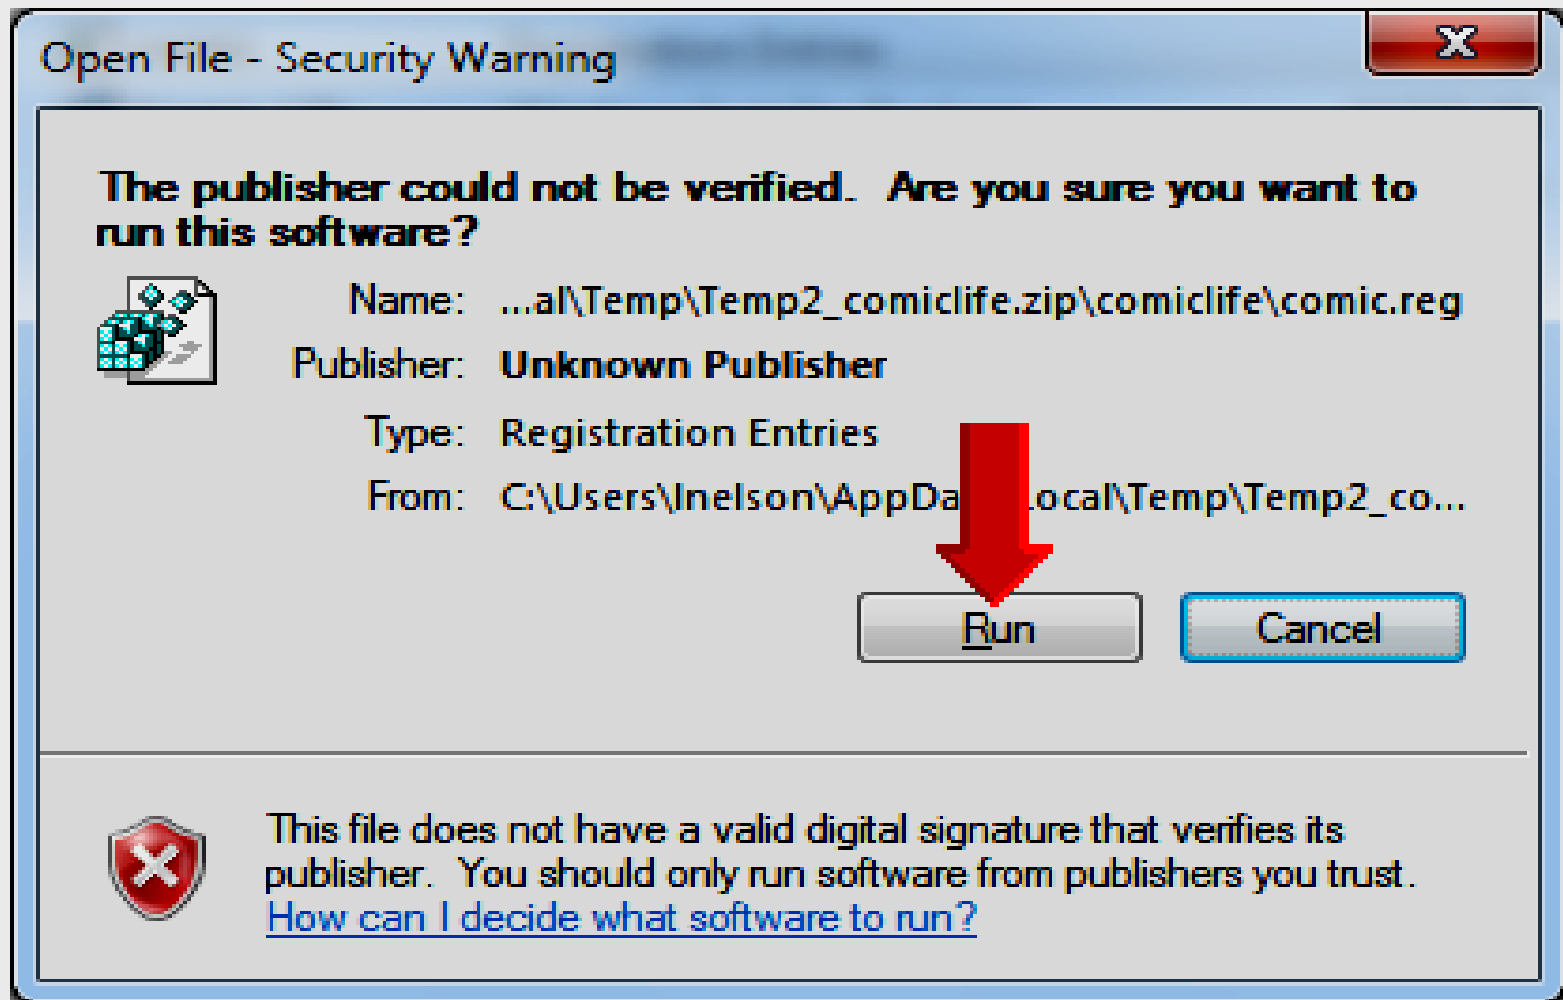 Open File - Security Warning
The publisher could not be verified. Are you sure you want to
run this software?
Name: ...al\Temp\Temp2_comiclife.zip\comiclife\comic.reg
Publisher: Unknown Publisher
Type: Registration Entries
From: C:\Users\lnelson\AppDa ocal\Temp\Temp2_co...
Run Cancel
This file does not have a valid digital signature that verifies its
publisher. You should only run software from publishers you trust.
How can I decide what software to run?